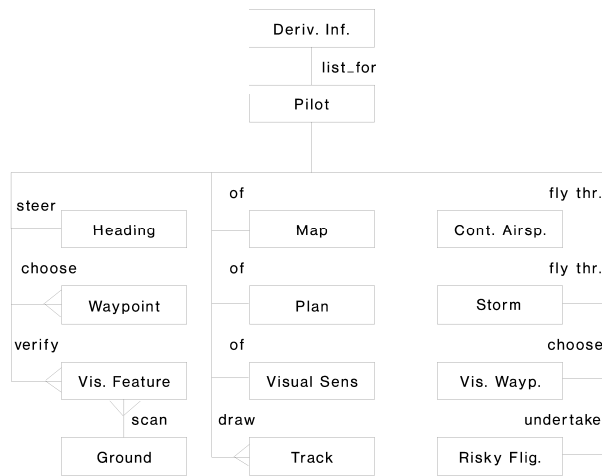 Deriv. Inf.
list_for
Pilot
of
fly thr.
steer
Heading
Map
Cont. Airsp.
choose
of
fly thr.
Waypoint
Plan
Storm
verify
of
choose
Vis. Feature
Visual Sens
Vis. Wayp.
scan
draw
undertake
Ground
Track
Risky Flig.